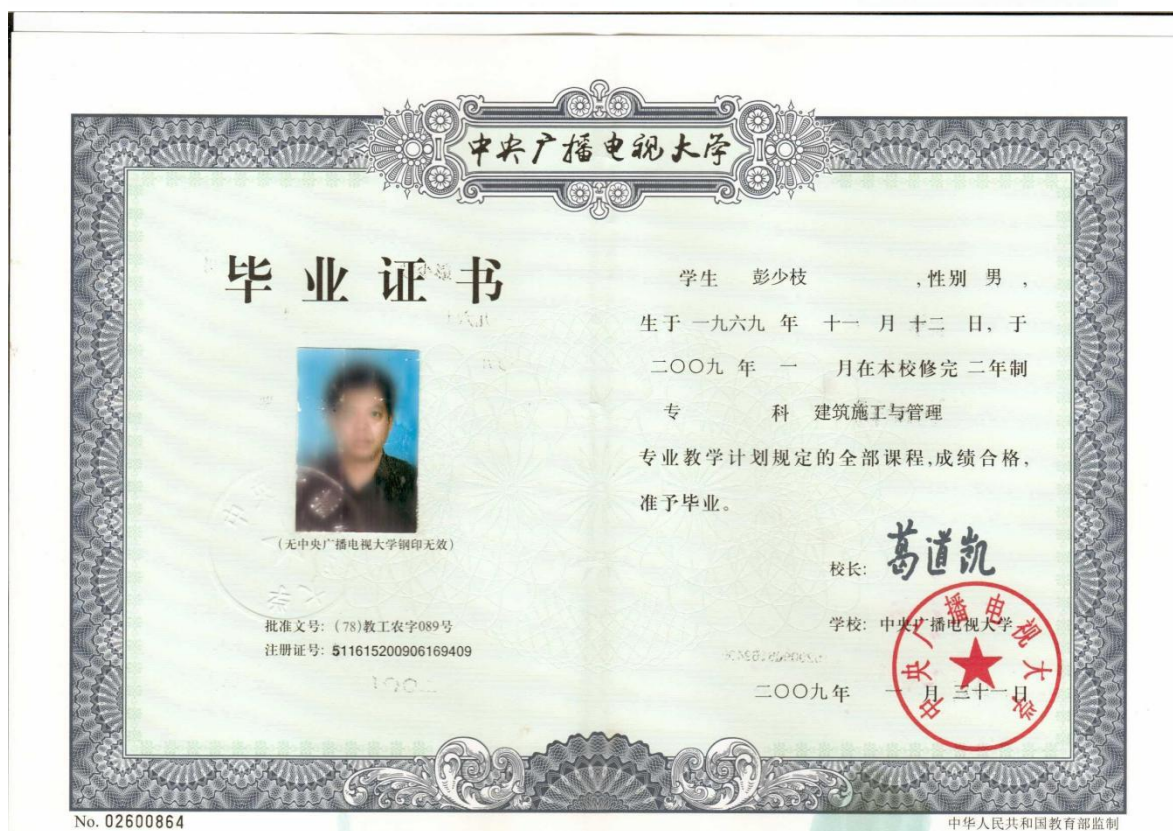 中央广播电视大学
毕业证书
(无中央广播电视大学钢印无效)
批准文号: (78)教工农字089号
注册证号: 511615200906169409
学生 彭少枝 ,性别 男 ,
生于 一九六九 年 十一 月 十二 日, 于
二〇〇九 年 一 月在本校修完 二年制
专 科 建筑施工与管理
专业教学计划规定的全部课程,成绩合格,
准予毕业。
校长: 葛道凯
学校: 中央广播电视大学
中央广播电视大学
二〇〇九年 一 月 三十一日
No. 02600864
中华人民共和国教育部监制